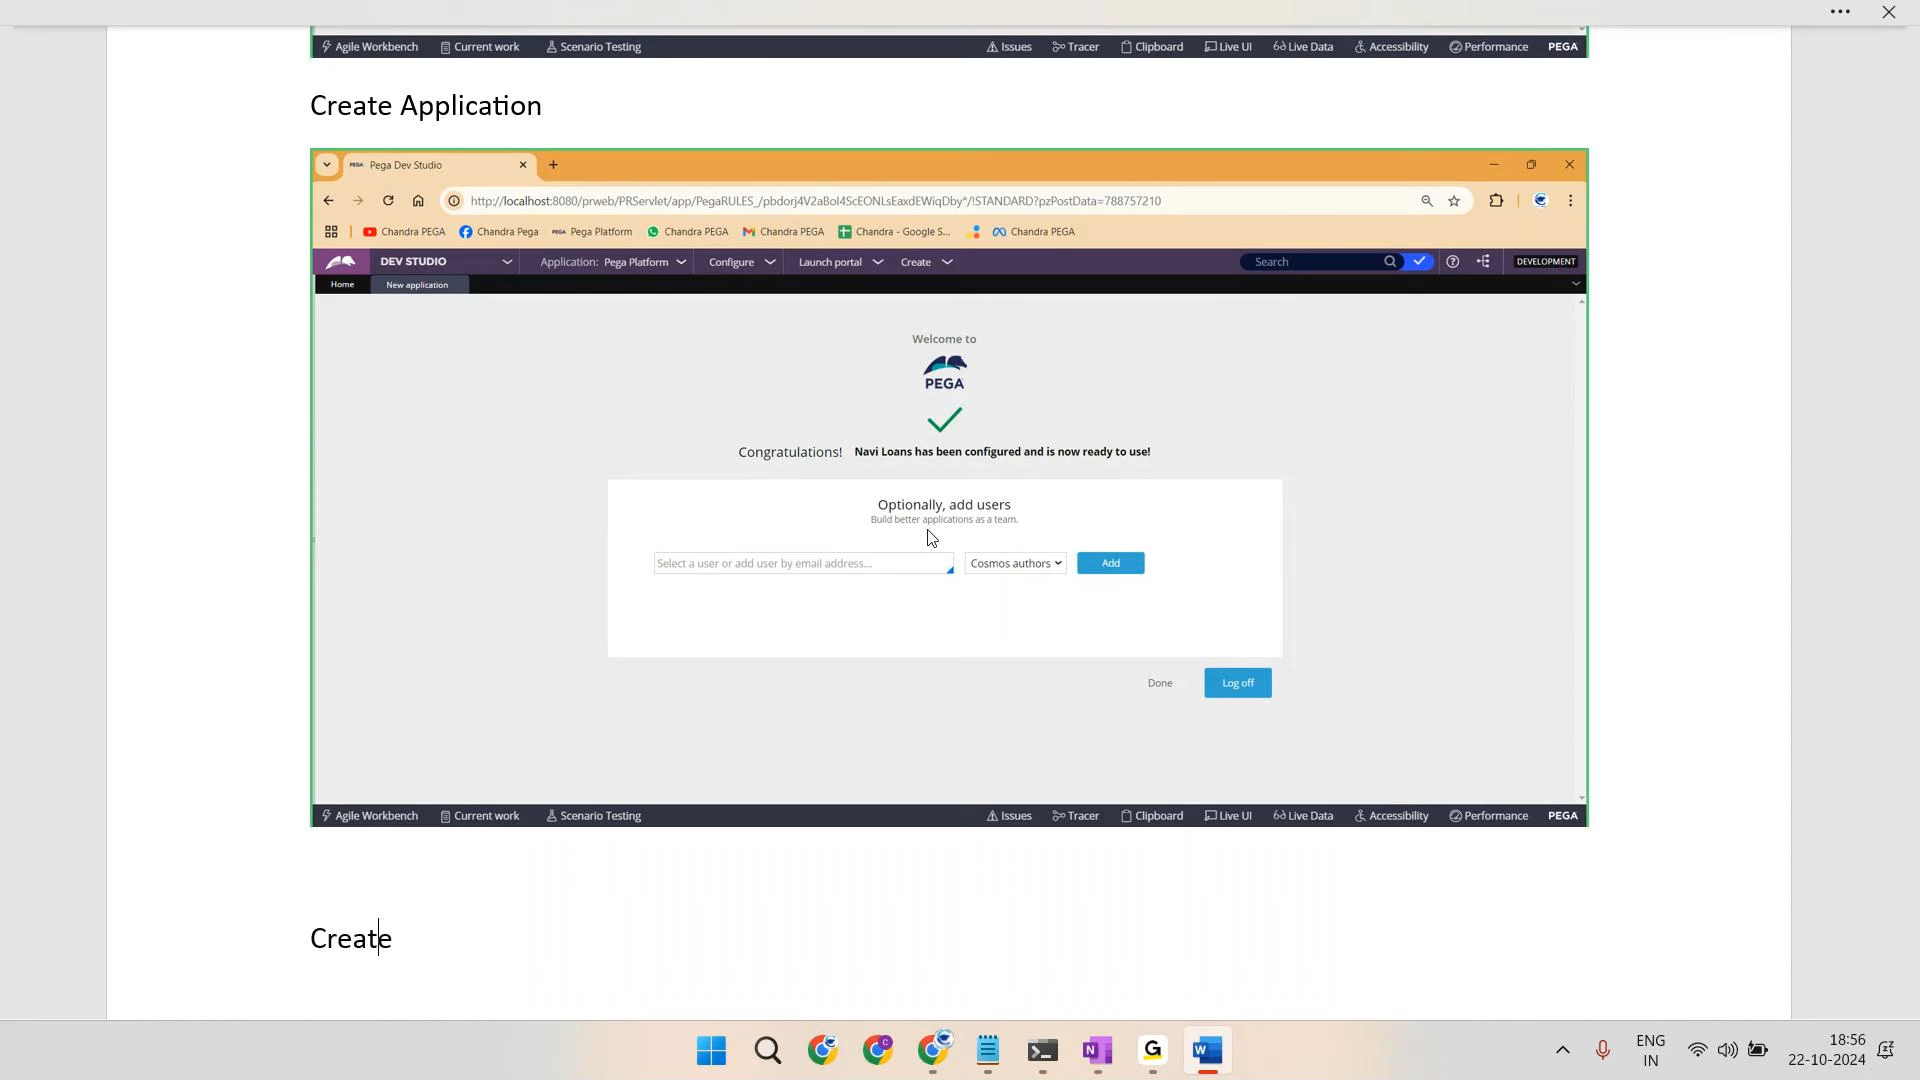 Agile Workbench Current work Scenario Testing Issues Tracer Clipboard Live UI Live Data Accessibility Performance PEGA
Create Application
PEGA Pega Dev Studio
http://localhost:8080/prweb/PRServlet/app/PegaRULES_/pbdorj4V2aBoI4ScEONLsEaxdEWiqDby*/!STANDARD?pzPostData=788757210
Chandra PEGA Chandra Pega PEGA Pega Platform Chandra PEGA Chandra PEGA Chandra - Google S... Chandra PEGA
DEV STUDIO Application: Pega Platform Configure Launch portal Create Search DEVELOPMENT
Home New application
Welcome to
PEGA
Congratulations! Navi Loans has been configured and is now ready to use!
Optionally, add users
Build better applications as a team.
Select a user or add user by email address... Cosmos authors Add
Done Log off
Agile Workbench Current work Scenario Testing Issues Tracer Clipboard Live UI Live Data Accessibility Performance PEGA
Create
ENG
IN
18:56
22-10-2024